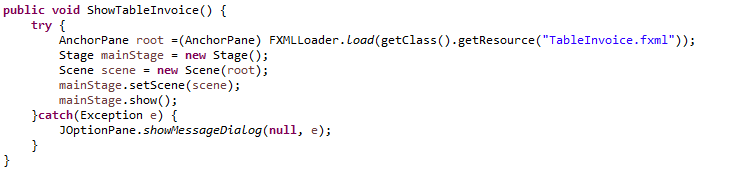 public void ShowTableInvoice() {
    try {
        AnchorPane root =(AnchorPane) FXMLLoader.load(getClass().getResource("TableInvoice.fxml"));
        Stage mainStage = new Stage();
        Scene scene = new Scene(root);
        mainStage.setScene(scene);
        mainStage.show();
    }catch(Exception e) {
        JOptionPane.showMessageDialog(null, e);
    }
}